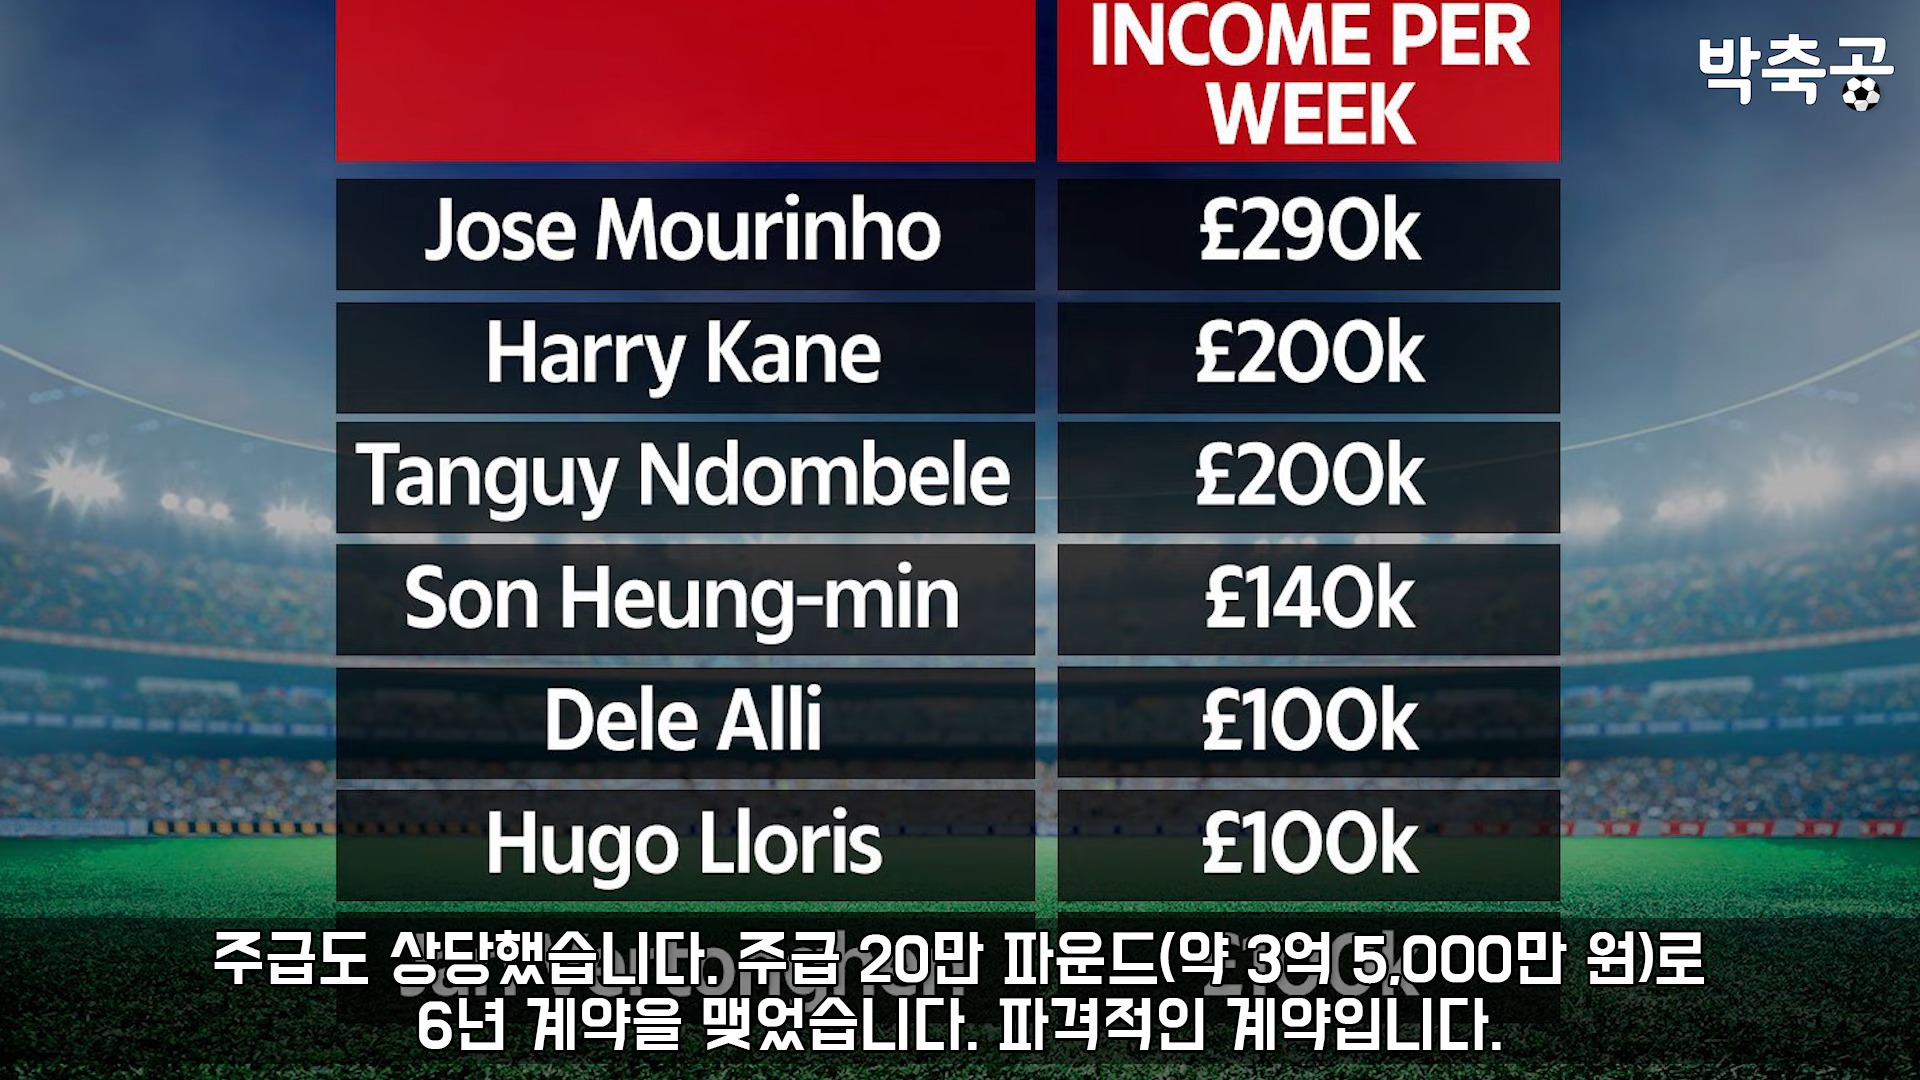 INCOME PER
WEEK
박축공
Jose Mourinho £290k
Harry Kane £200k
Tanguy Ndombele £200k
Son Heung-min £140k
Dele Alli £100k
Hugo Lloris £100k
주급도 상당했습니다. 주급 20만 파운드(약 3억 5,000만 원)로
6년 계약을 맺었습니다. 파격적인 계약입니다.